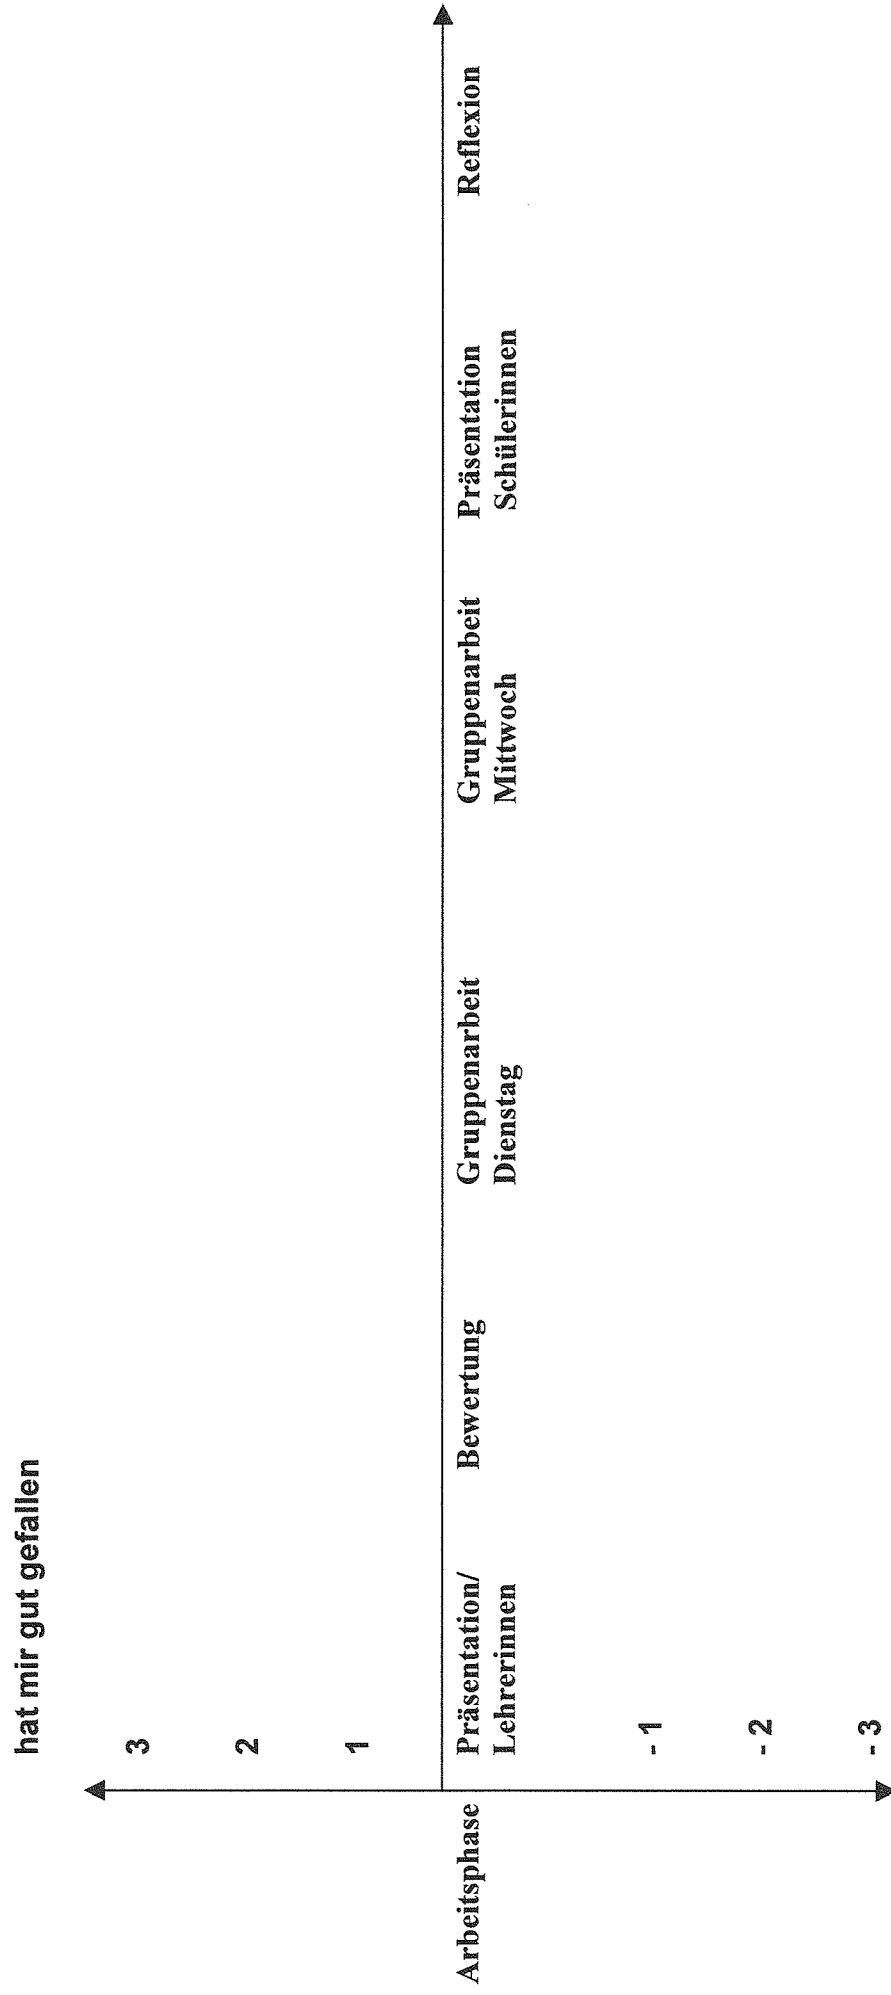 hat mir gut gefallen
3
2
1
Arbeitsphase
Präsentation/
Lehrerinnen
Bewertung
Gruppenarbeit
Dienstag
Gruppenarbeit
Mittwoch
Präsentation
Schülerinnen
Reflexion
- 1
- 2
- 3